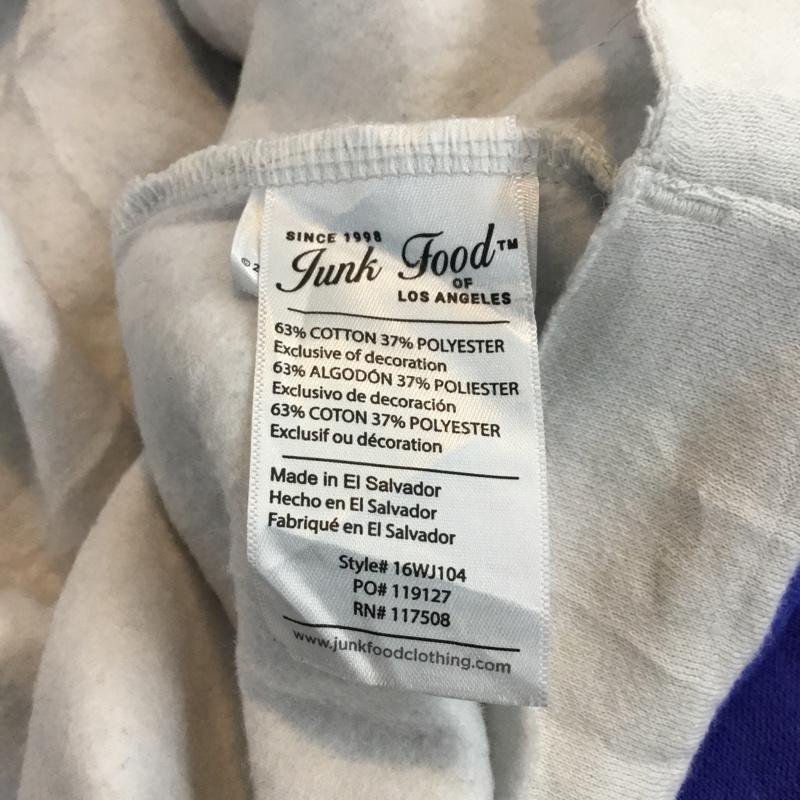 SINCE 1998
Junk Food™
OF
LOS ANGELES
© 2
63% COTTON 37% POLYESTER
Exclusive of decoration
63% ALGODÓN 37% POLIESTER
Exclusivo de decoración
63% COTON 37% POLYESTER
Exclusif ou décoration
Made in El Salvador
Hecho en El Salvador
Fabriqué en El Salvador
Style# 16WJ104
PO# 119127
RN# 117508
www.junkfoodclothing.com